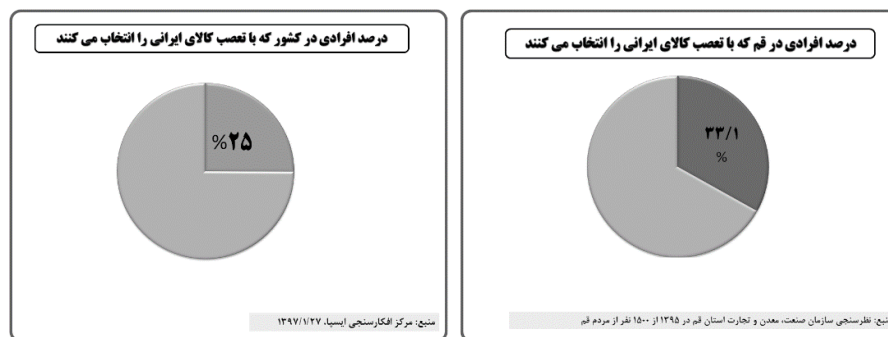 درصد افرادی در قم که با تعصب کالای ایرانی را انتخاب می کنند
۳۳/۱
%
نبع: نظرسنجی سازمان صنعت، معدن و تجارت استان قم در ۱۳۹۵ از ۱۵۰۰ نفر از مردم قم
درصد افرادی در کشور که با تعصب کالای ایرانی را انتخاب می کنند
%۲۵
منبع: مرکز افکارسنجی ایسپا، ۱۳۹۷/۱/۲۷